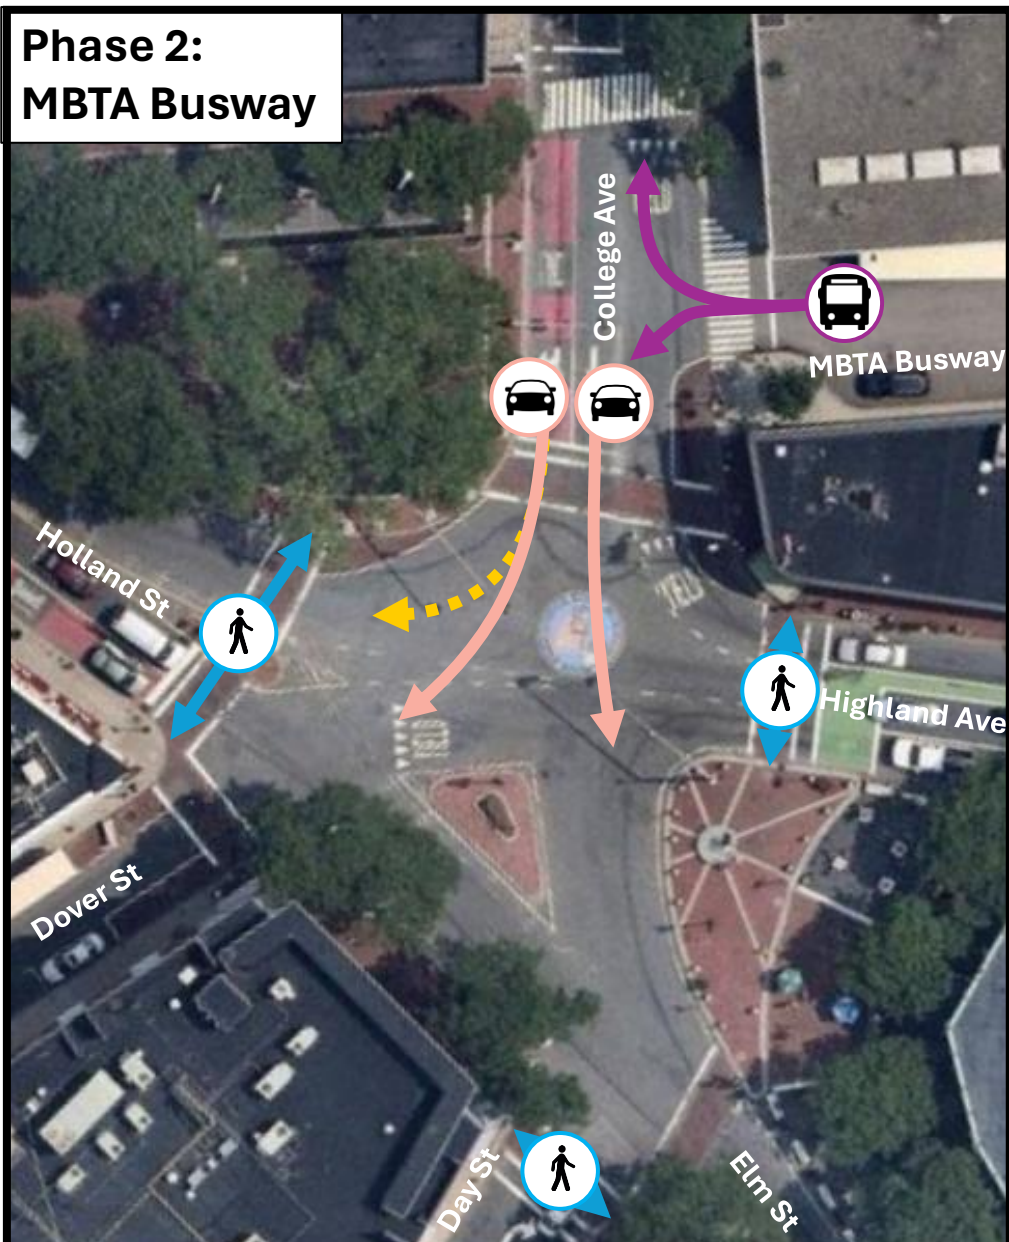 Phase 2:
MBTA Busway
College Ave
MBTA Busway
Holland St
Highland Ave
Dover St
Day St
Elm St